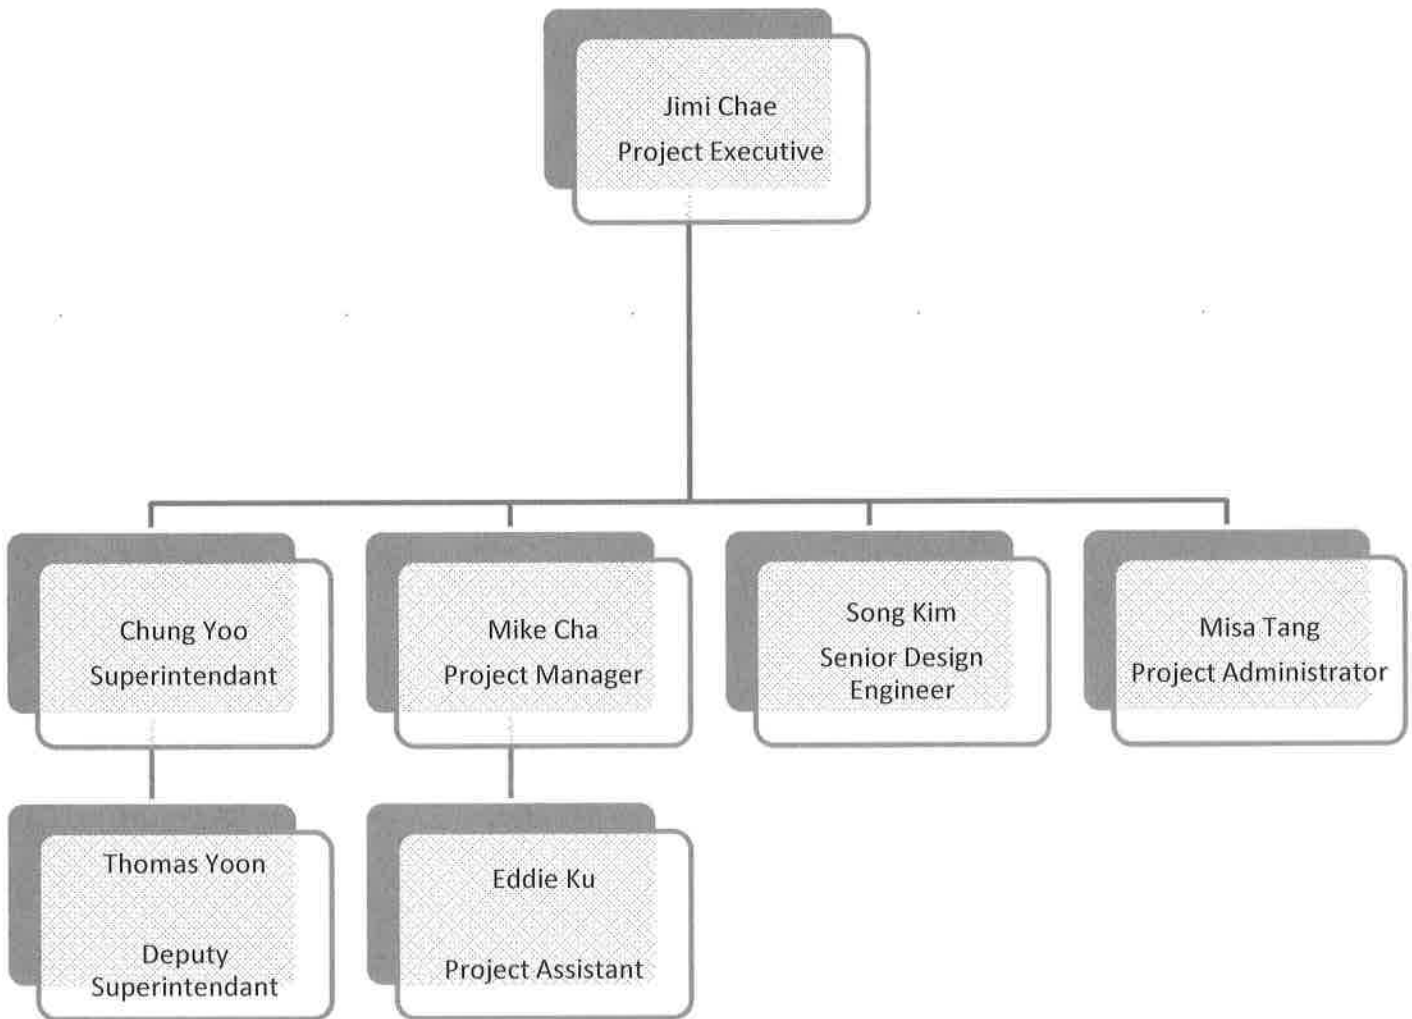 Jimi Chae
Project Executive
Chung Yoo
Superintendant
Mike Cha
Project Manager
Song Kim
Senior Design
Engineer
Misa Tang
Project Administrator
Thomas Yoon
Deputy
Superintendant
Eddie Ku
Project Assistant